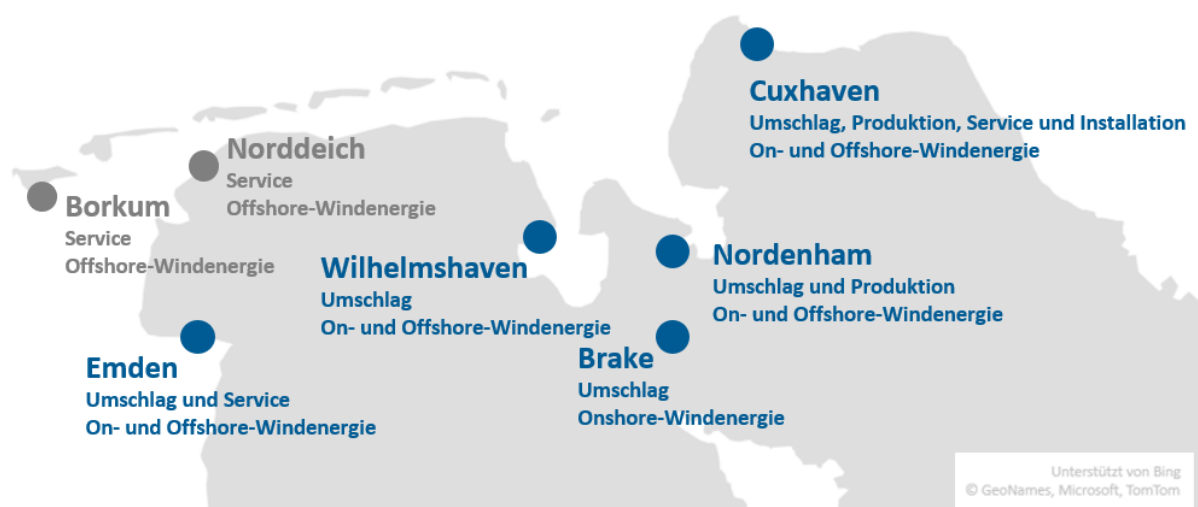 Cuxhaven
Umschlag, Produktion, Service und Installation
On- und Offshore-Windenergie
Norddeich
Service
Offshore-Windenergie
Borkum
Service
Offshore-Windenergie
Wilhelmshaven
Umschlag
On- und Offshore-Windenergie
Nordenham
Umschlag und Produktion
On- und Offshore-Windenergie
Emden
Umschlag und Service
On- und Offshore-Windenergie
Brake
Umschlag
Onshore-Windenergie
Unterstützt von Bing
© GeoNames, Microsoft, TomTom